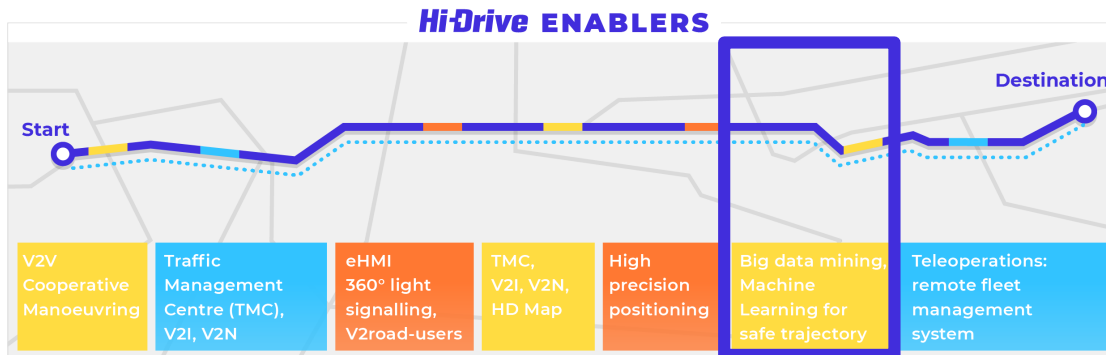 Hi-Drive ENABLERS
Destination
Start
V2V
Cooperative
Manoeuvring
Traffic
Management
Centre (TMC),
V2I, V2N
eHMI
360° light
signalling,
V2road-users
TMC,
V2I, V2N,
HD Map
High
precision
positioning
Big data mining,
Machine
Learning for
safe trajectory
Teleoperations:
remote fleet
management
system